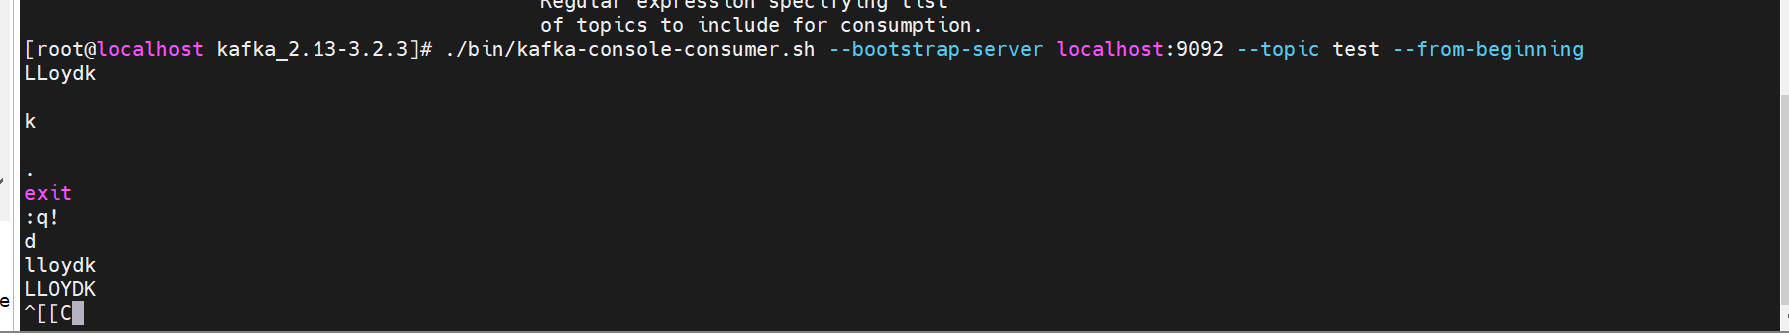 Regular expression specifying list
of topics to include for consumption.
[root@localhost kafka_2.13-3.2.3]# ./bin/kafka-console-consumer.sh --bootstrap-server localhost:9092 --topic test --from-beginning
LLoydk
k
.
exit
:q!
d
lloydk
LLOYDK
e
^[[C